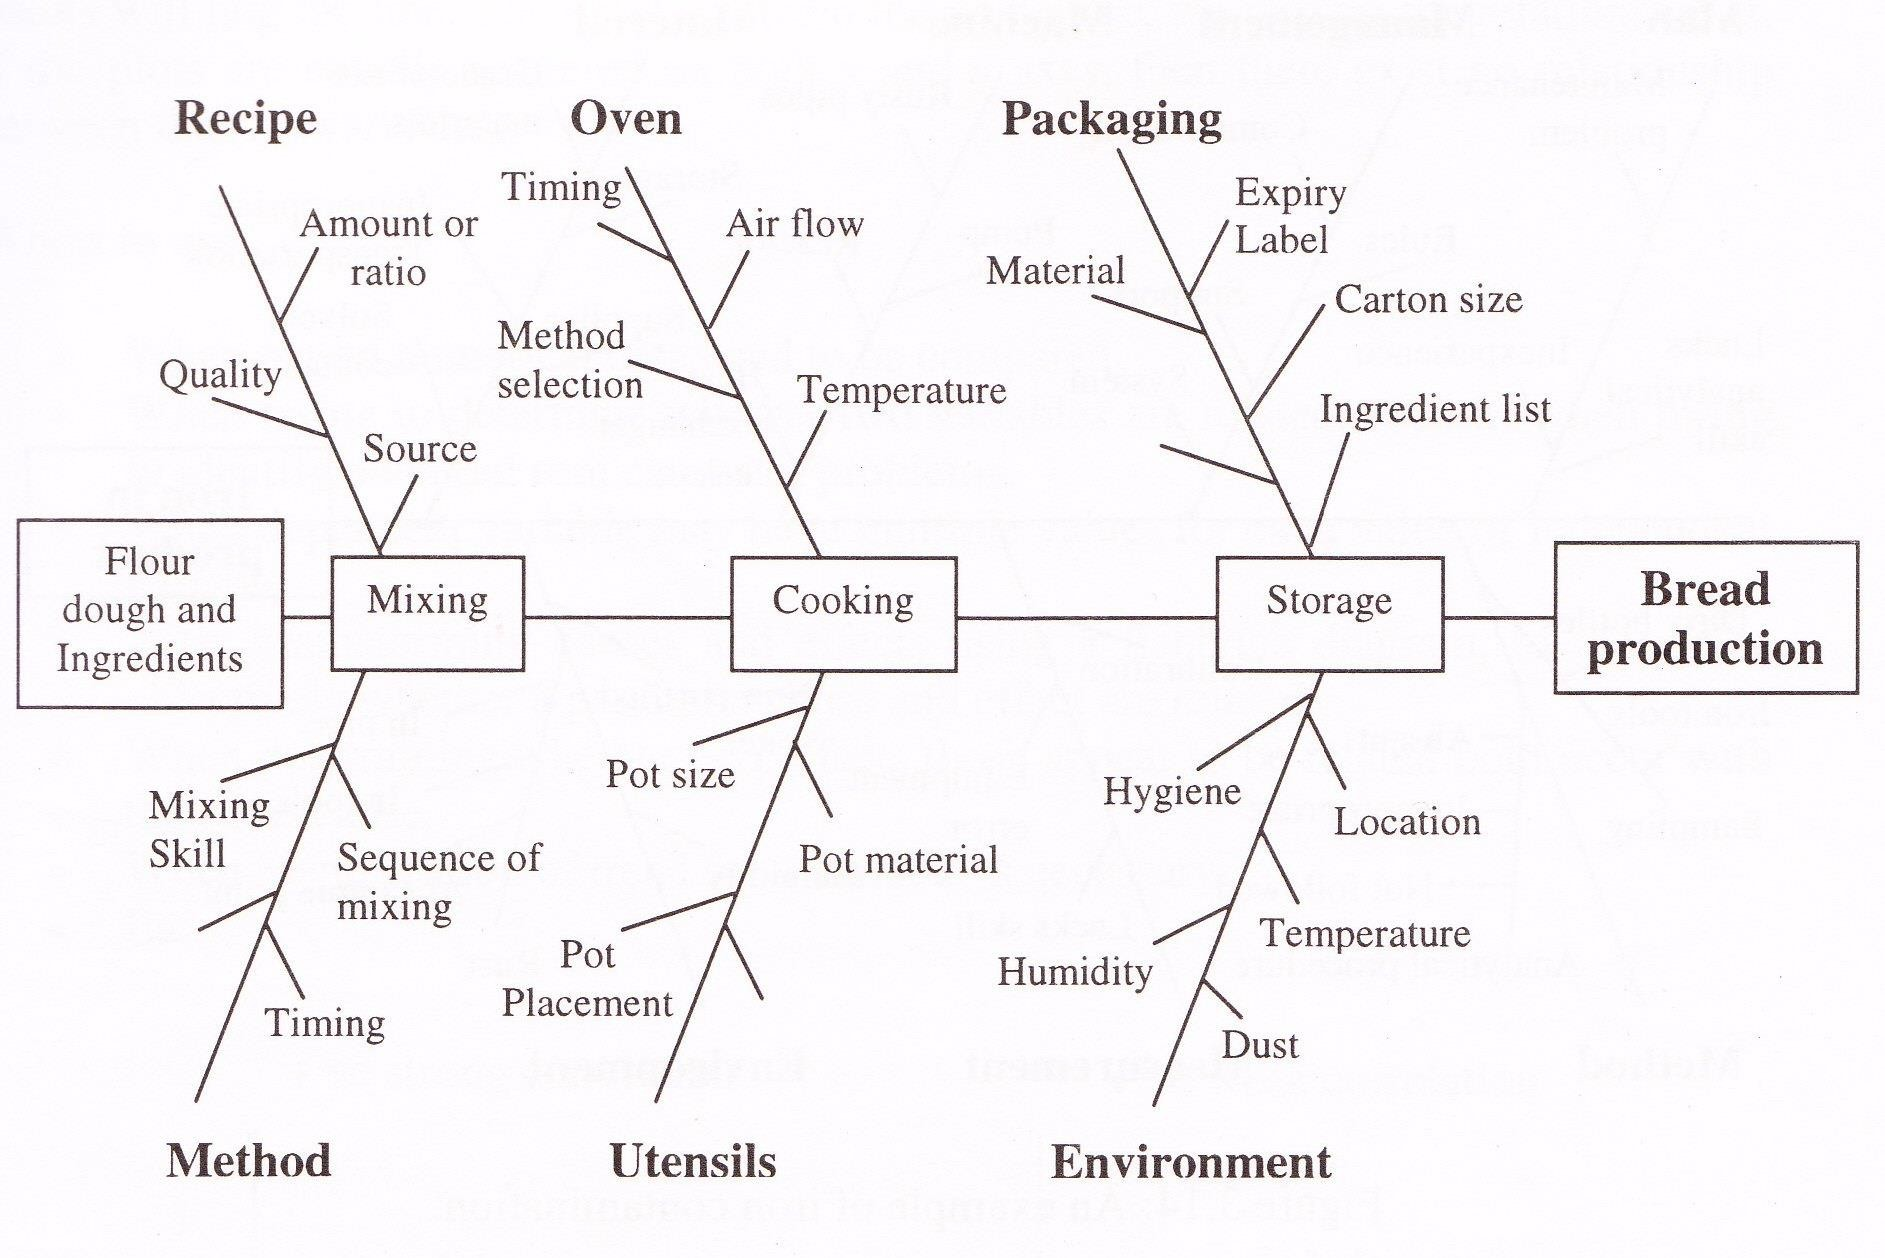 Recipe
Oven
Packaging
Timing
Expiry
Label
Amount or
ratio
Air flow
Material
Carton size
Method
selection
Quality
Temperature
Ingredient list
Source
Flour
dough and
Ingredients
Mixing
Cooking
Storage
Bread
production
Pot size
Hygiene
Mixing
Skill
Location
Sequence of
mixing
Pot material
Temperature
Pot
Placement
Humidity
Timing
Dust
Method
Utensils
Environment